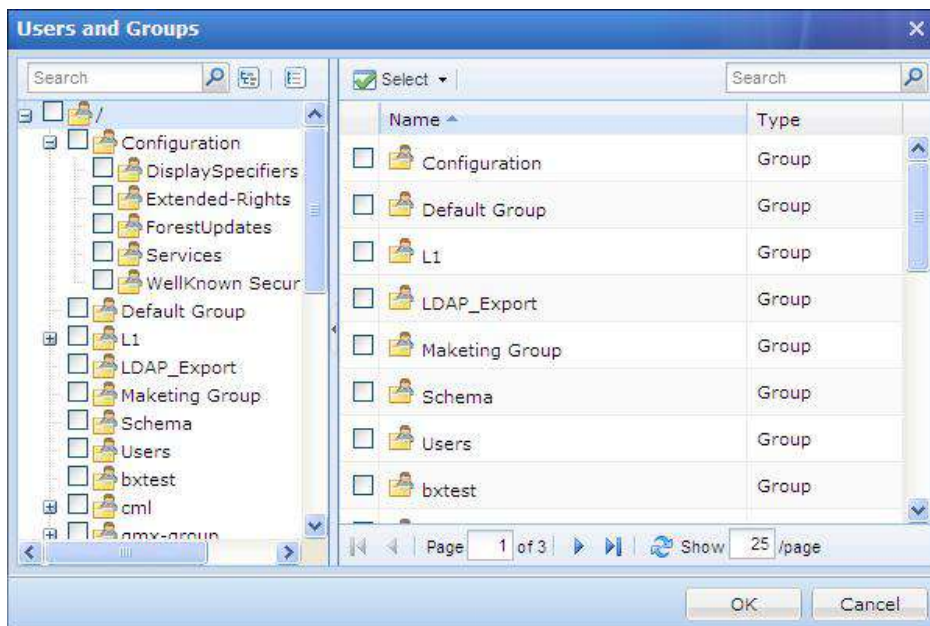 Users and Groups
Search
/
Configuration
DisplaySpecifiers
Extended-Rights
ForestUpdates
Services
WellKnown Secur
Default Group
L1
LDAP_Export
Maketing Group
Schema
Users
bxtest
cml
Select
Search
Name Type
Configuration Group
Default Group Group
L1 Group
LDAP_Export Group
Maketing Group Group
Schema Group
Users Group
bxtest Group
Page 1 of 3 Show 25 /page
OK Cancel